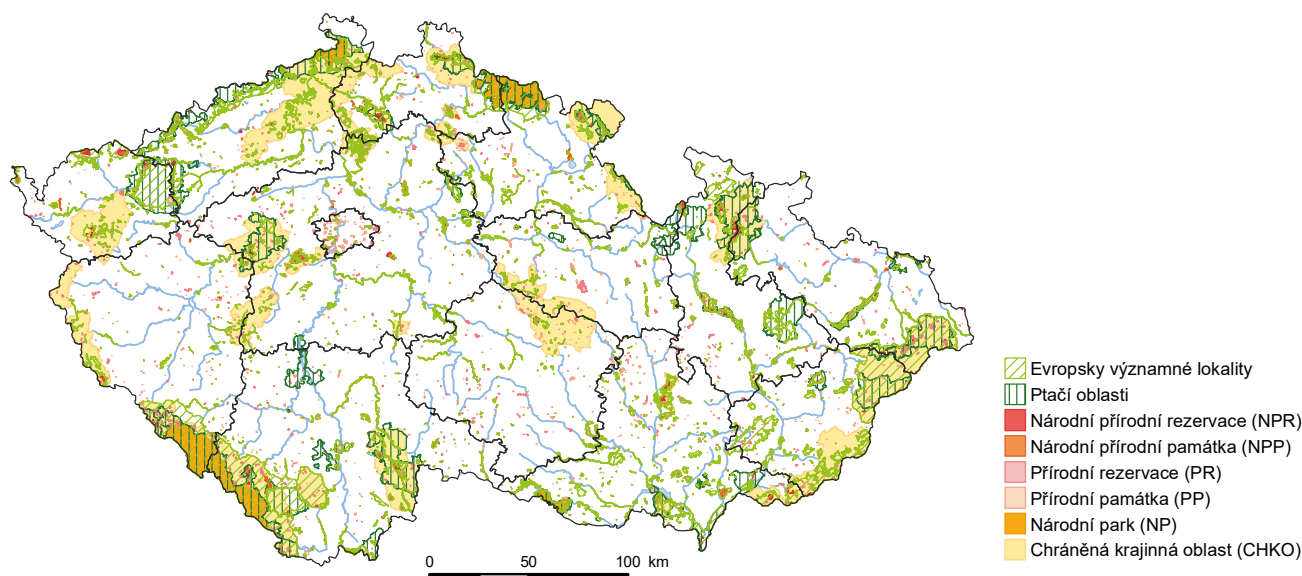 Evropsky významné lokality
Ptačí oblasti
Národní přírodní rezervace (NPR)
Národní přírodní památka (NPP)
Přírodní rezervace (PR)
Přírodní památka (PP)
Národní park (NP)
Chráněná krajinná oblast (CHKO)
0 50 100 km